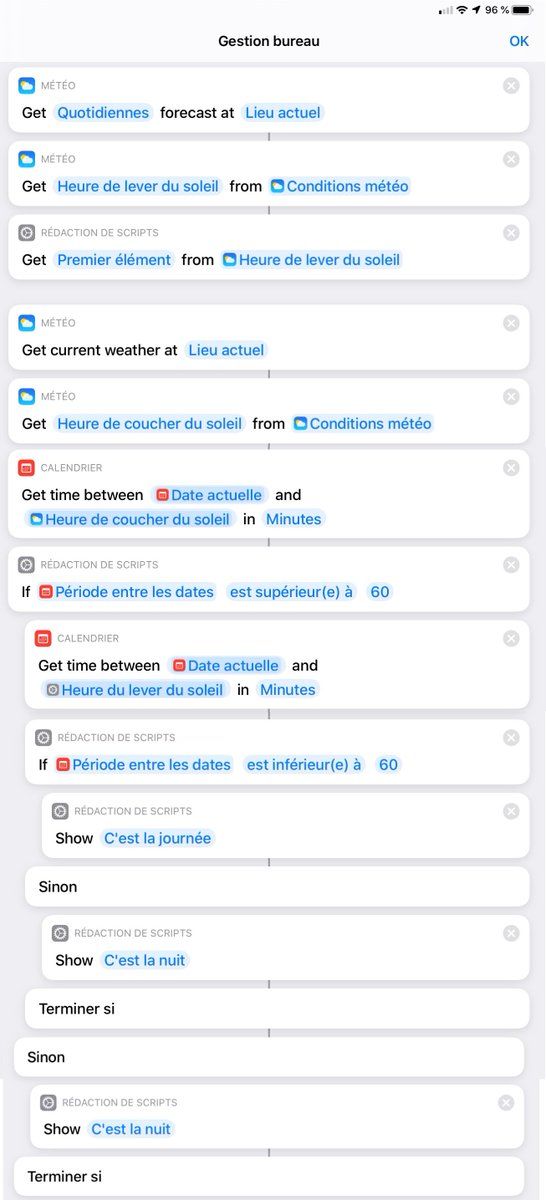 96 %
Gestion bureau OK
MÉTÉO
Get Quotidiennes forecast at Lieu actuel
MÉTÉO
Get Heure de lever du soleil from Conditions météo
RÉDACTION DE SCRIPTS
Get Premier élément from Heure de lever du soleil
MÉTÉO
Get current weather at Lieu actuel
MÉTÉO
Get Heure de coucher du soleil from Conditions météo
CALENDRIER
Get time between Date actuelle and
Heure de coucher du soleil in Minutes
RÉDACTION DE SCRIPTS
If Période entre les dates est supérieur(e) à 60
CALENDRIER
Get time between Date actuelle and
Heure du lever du soleil in Minutes
RÉDACTION DE SCRIPTS
If Période entre les dates est inférieur(e) à 60
RÉDACTION DE SCRIPTS
Show C'est la journée
Sinon
RÉDACTION DE SCRIPTS
Show C'est la nuit
Terminer si
Sinon
RÉDACTION DE SCRIPTS
Show C'est la nuit
Terminer si